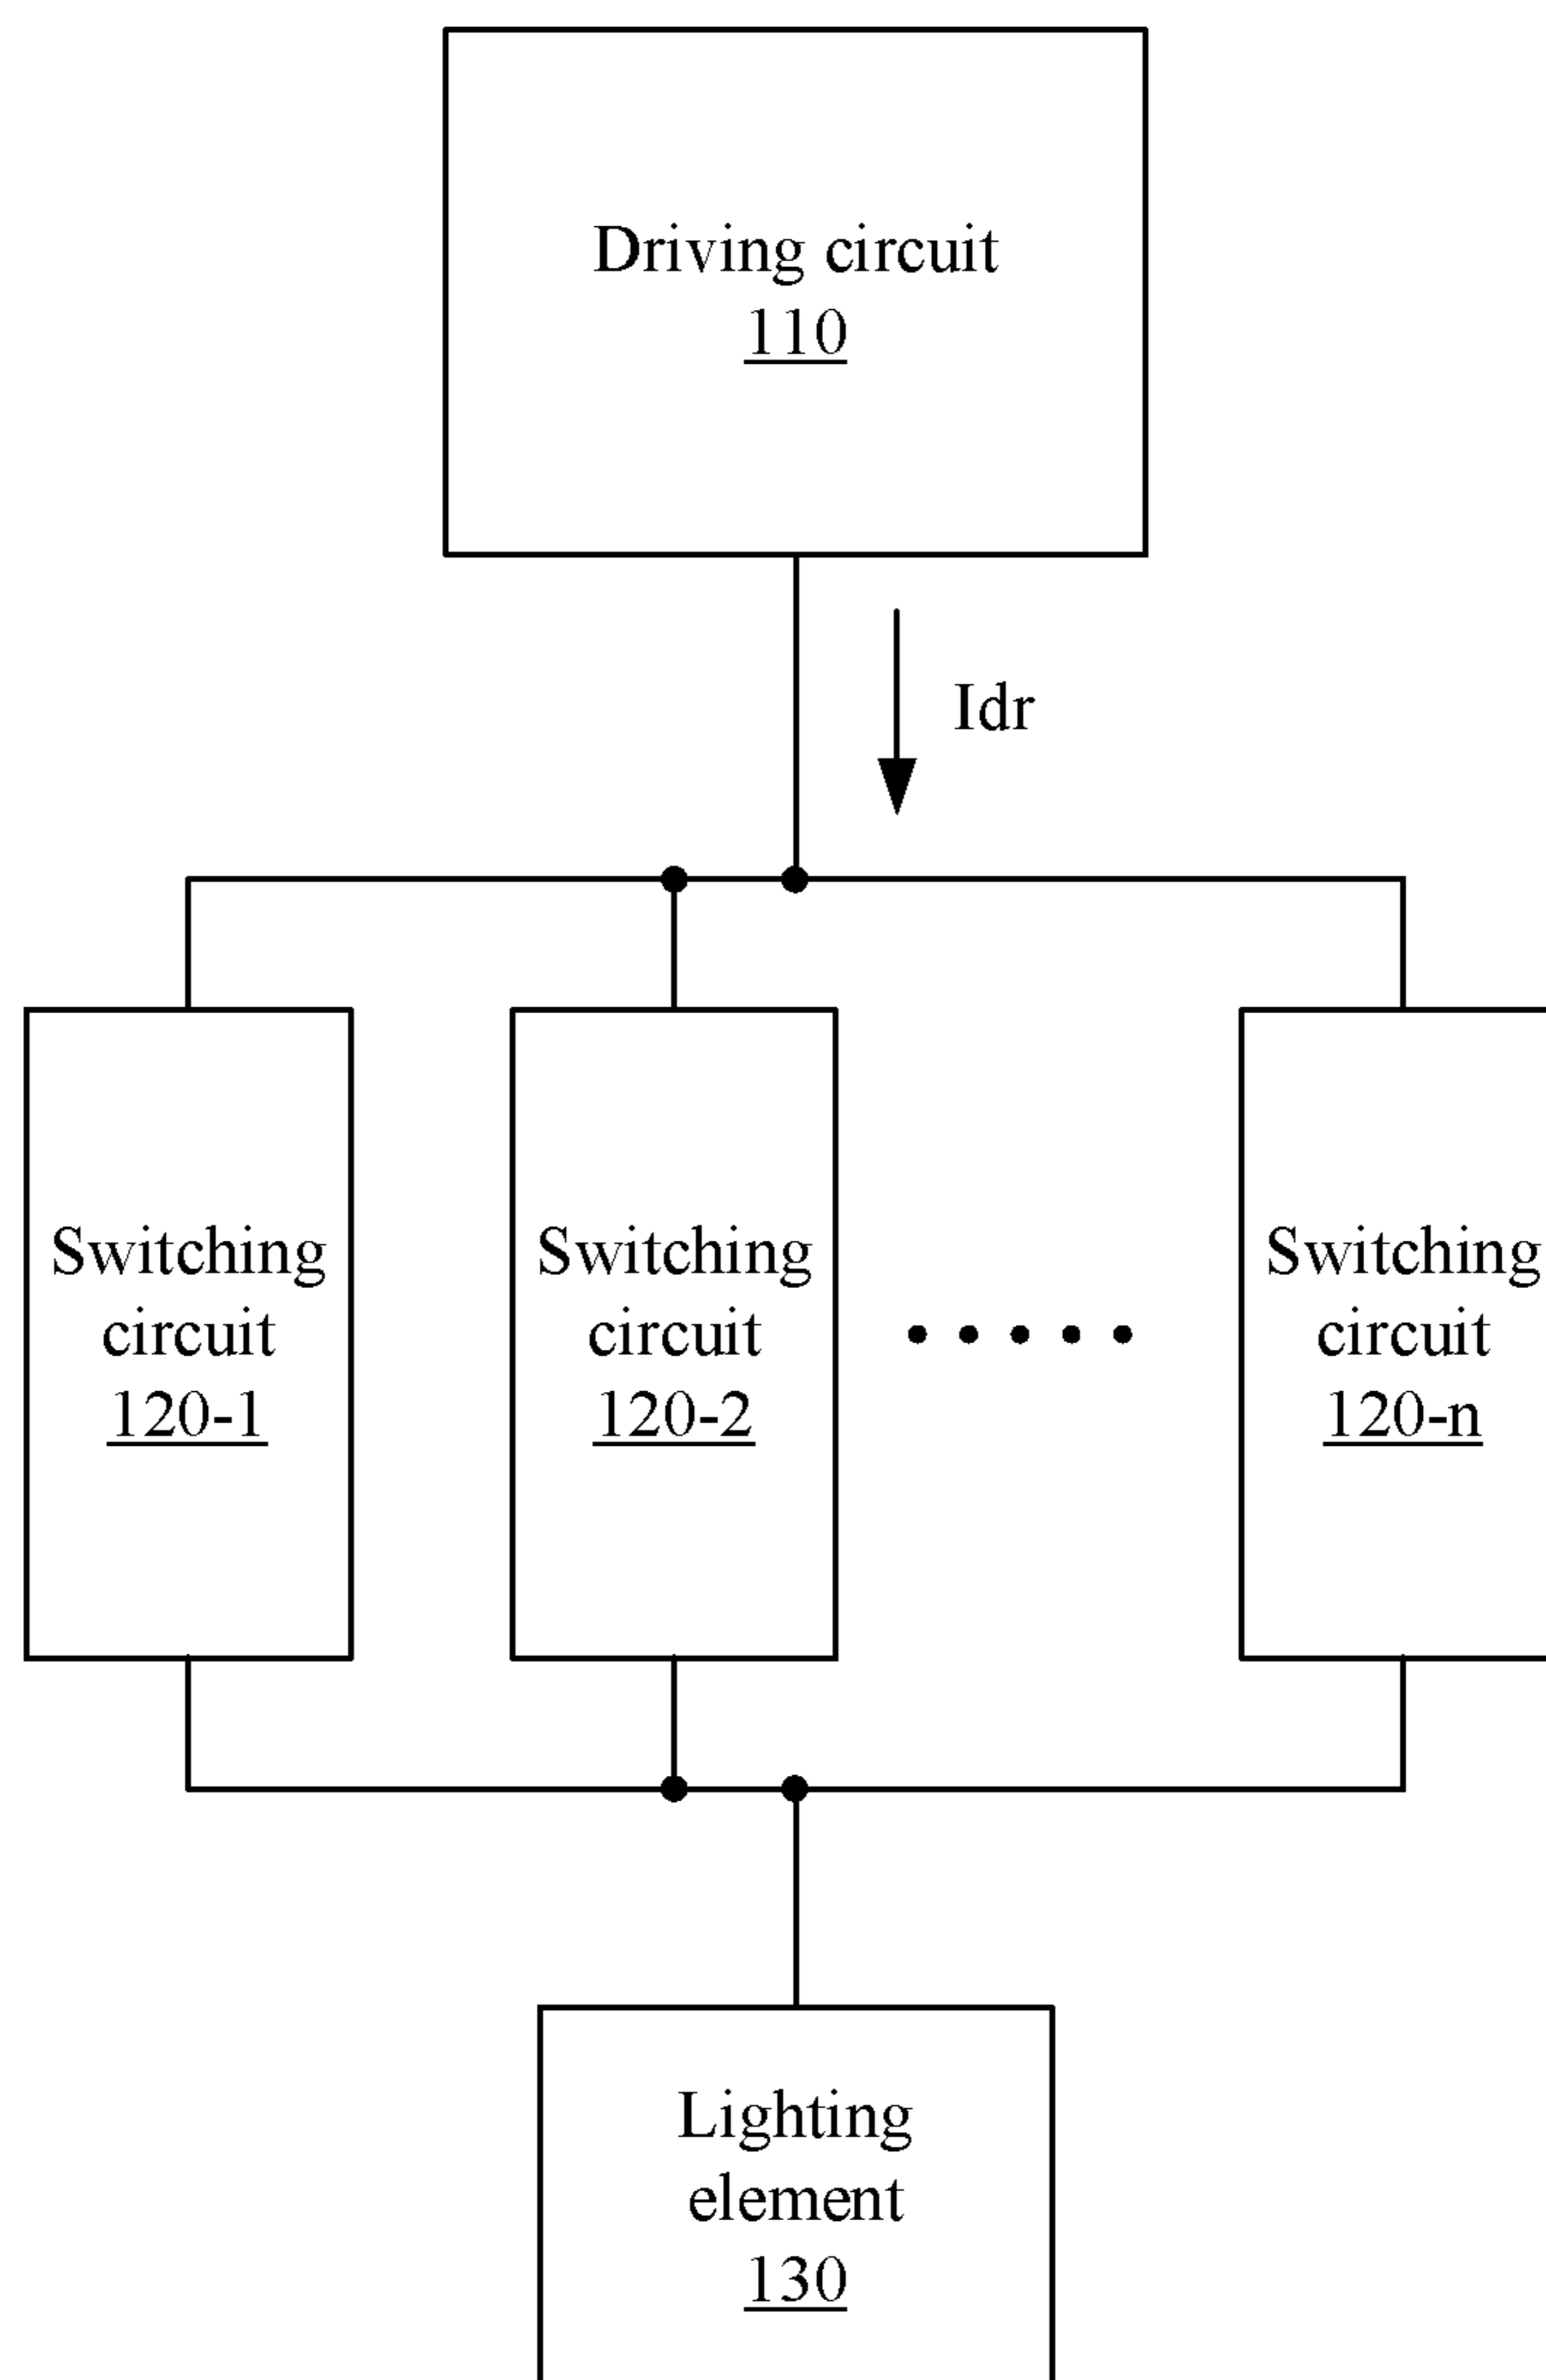 Driving circuit
110
Idr
Switching
circuit
120-1
Switching
circuit
120-2
Switching
circuit
120-n
Lighting
element
130